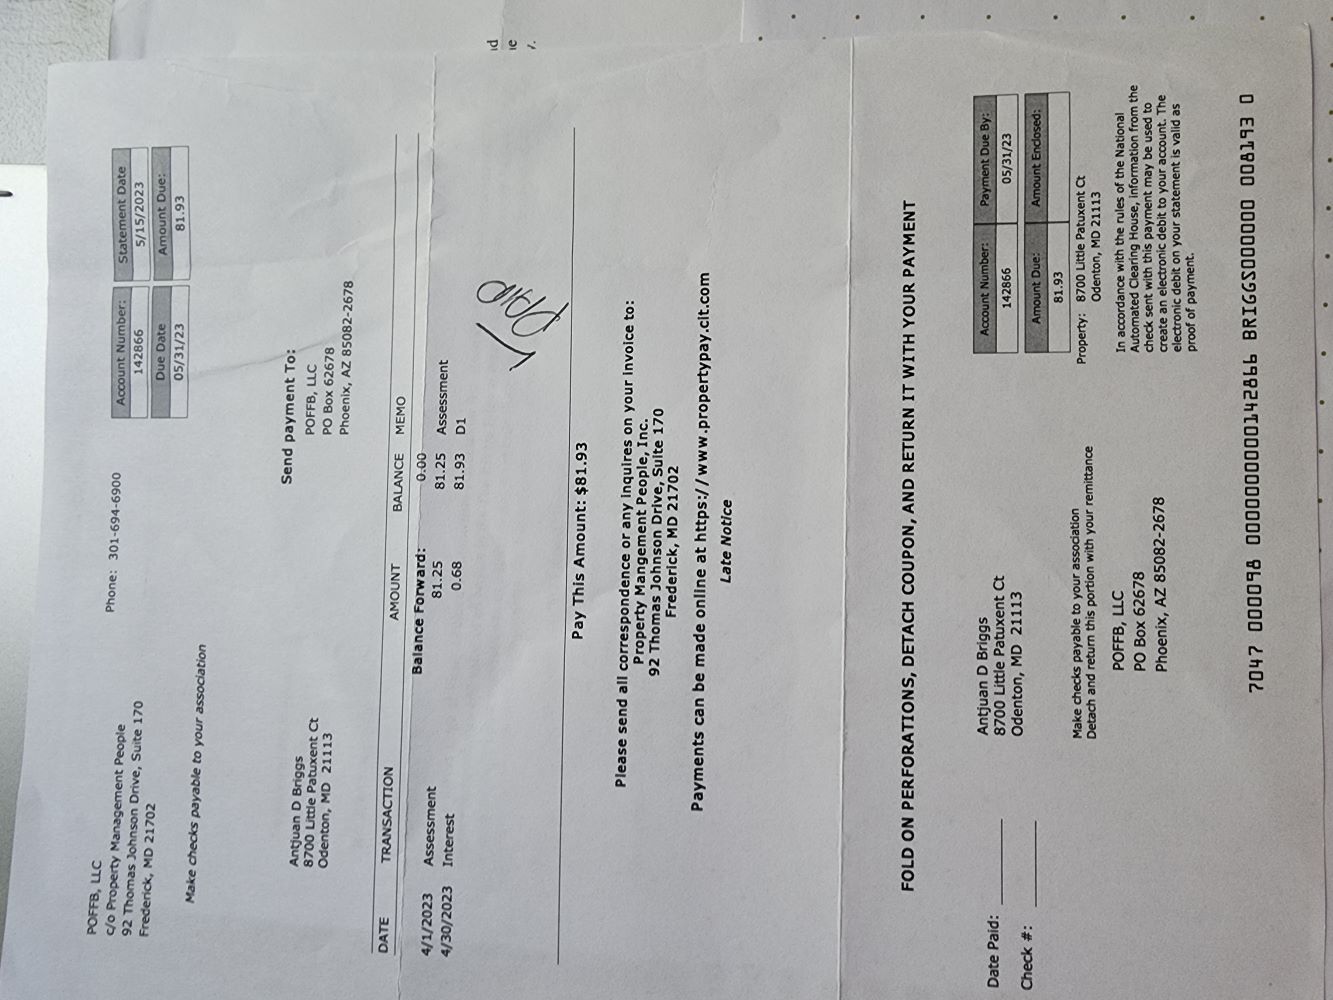 POFFB, LLC
c/o Property Management People
92 Thomas Johnson Drive, Suite 170
Frederick, MD 21702
Phone: 301-694-6900
Account Number: Statement Date
142866 5/15/2023
Due Date Amount Due:
05/31/23 81.93
Make checks payable to your association
Antjuan D Briggs
8700 Little Patuxent Ct
Odenton, MD 21113
Send payment To:
POFFB, LLC
PO Box 62678
Phoenix, AZ 85082-2678
DATE TRANSACTION AMOUNT BALANCE MEMO
Balance Forward: 0.00
4/1/2023 Assessment 81.25 81.25 Assessment
4/30/2023 Interest 0.68 81.93 D1
PAID
Pay This Amount: $81.93
Please send all correspondence or any inquires on your invoice to:
Property Mangement People, Inc.
92 Thomas Johnson Drive, Suite 170
Frederick, MD 21702
Payments can be made online at https://www.propertypay.cit.com
Late Notice
FOLD ON PERFORATIONS, DETACH COUPON, AND RETURN IT WITH YOUR PAYMENT
Date Paid:
Check #:
Antjuan D Briggs
8700 Little Patuxent Ct
Odenton, MD 21113
Account Number: Payment Due By:
142866 05/31/23
Amount Due: Amount Enclosed:
81.93
Make checks payable to your association
Detach and return this portion with your remittance
POFFB, LLC
PO Box 62678
Phoenix, AZ 85082-2678
Property: 8700 Little Patuxent Ct
Odenton, MD 21113
In accordance with the rules of the National
Automated Clearing House, information from the
check sent with this payment may be used to
create an electronic debit to your account. The
electronic debit on your statement is valid as
proof of payment.
7047 000098 0000000000142866 BRIGGS000000 008193 0